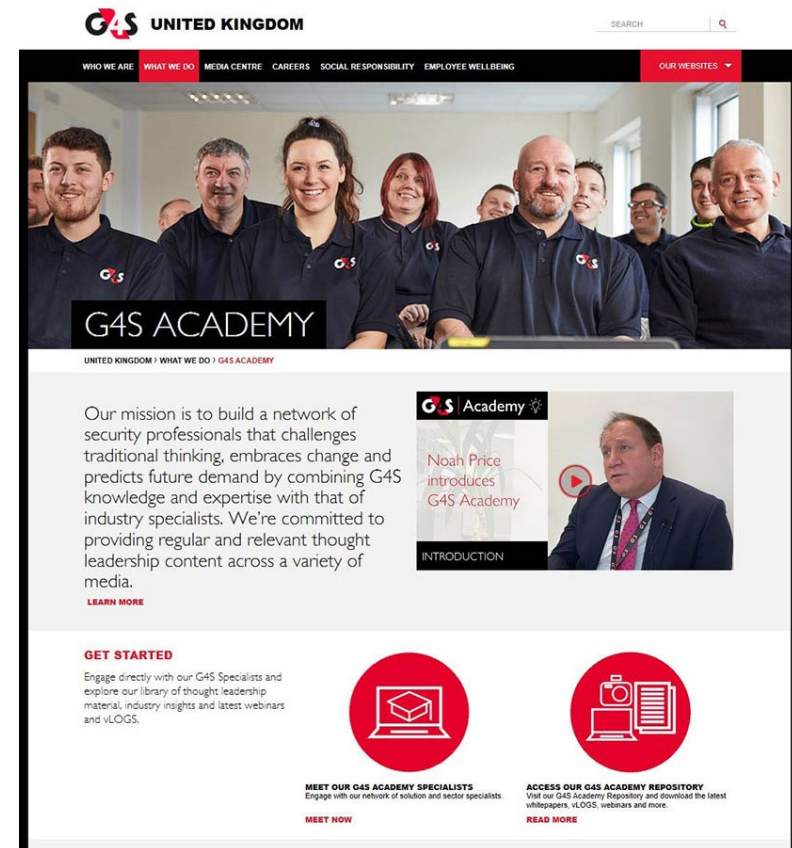 G4S UNITED KINGDOM
SEARCH
WHO WE ARE WHAT WE DO MEDIA CENTRE CAREERS SOCIAL RESPONSIBILITY EMPLOYEE WELLBEING OUR WEBSITES
G4S
G4S
G4S
G4S ACADEMY
UNITED KINGDOM > WHAT WE DO > G4S ACADEMY
Our mission is to build a network of
security professionals that challenges
traditional thinking, embraces change and
predicts future demand by combining G4S
knowledge and expertise with that of
industry specialists. We're committed to
providing regular and relevant thought
leadership content across a variety of
media.
LEARN MORE
G4S Academy
Noah Price
introduces
G4S Academy
INTRODUCTION
GET STARTED
Engage directly with our G4S Specialists and
explore our library of thought leadership
material, industry insights and latest webinars
and vLOGS.
MEET OUR G4S ACADEMY SPECIALISTS
Engage with our network of solution and sector specialists.
MEET NOW
ACCESS OUR G4S ACADEMY REPOSITORY
Visit our G4S Academy Repository and download the latest
whitepapers, vLOGS, webinars and more.
READ MORE